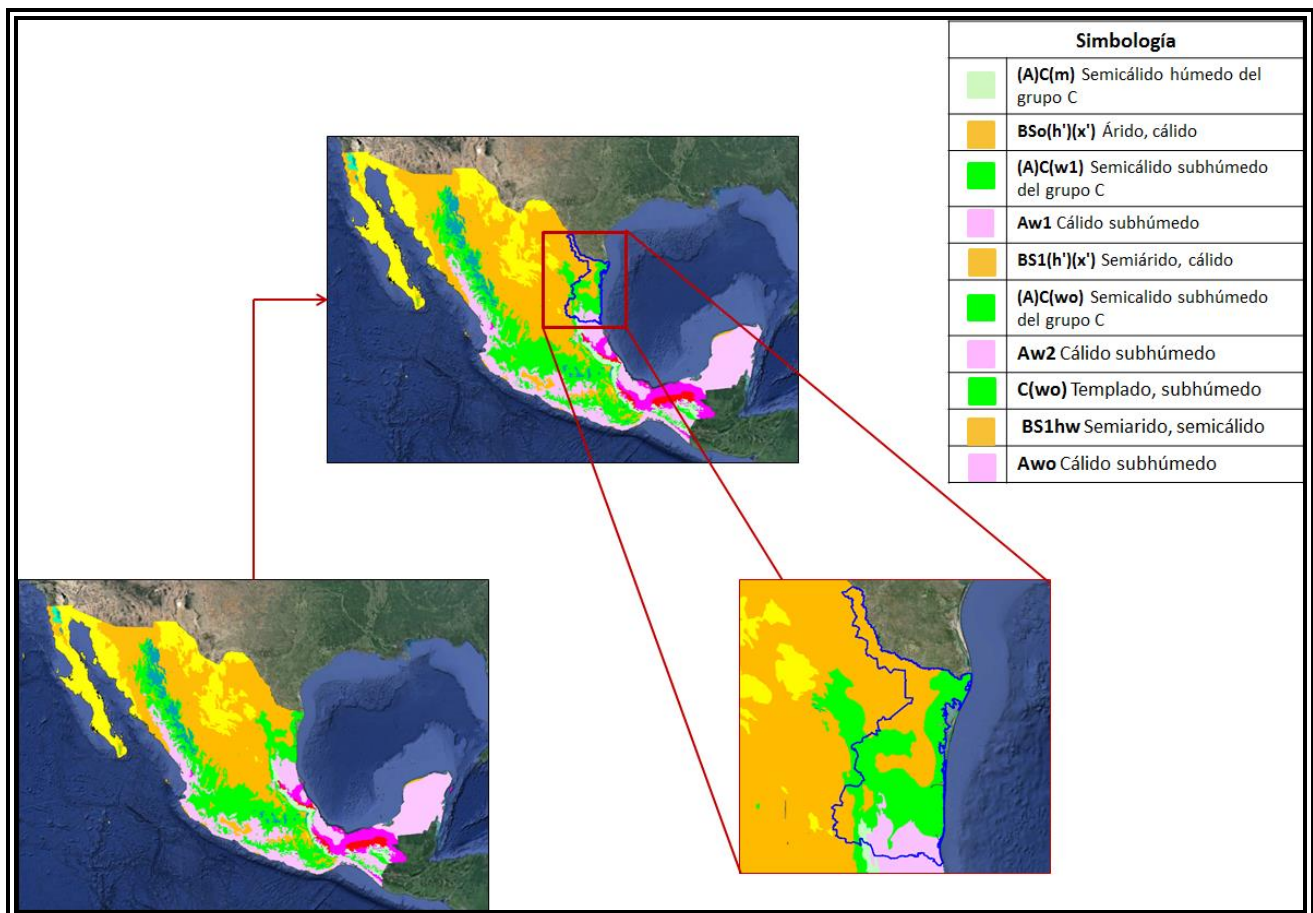 Simbología
(A)C(m) Semicálido húmedo del
grupo C
BSo(h')(x') Árido, cálido
(A)C(w1) Semicálido subhúmedo
del grupo C
Aw1 Cálido subhúmedo
BS1(h')(x') Semiárido, cálido
(A)C(wo) Semicalido subhúmedo
del grupo C
Aw2 Cálido subhúmedo
C(wo) Templado, subhúmedo
BS1hw Semiarido, semicálido
Awo Cálido subhúmedo